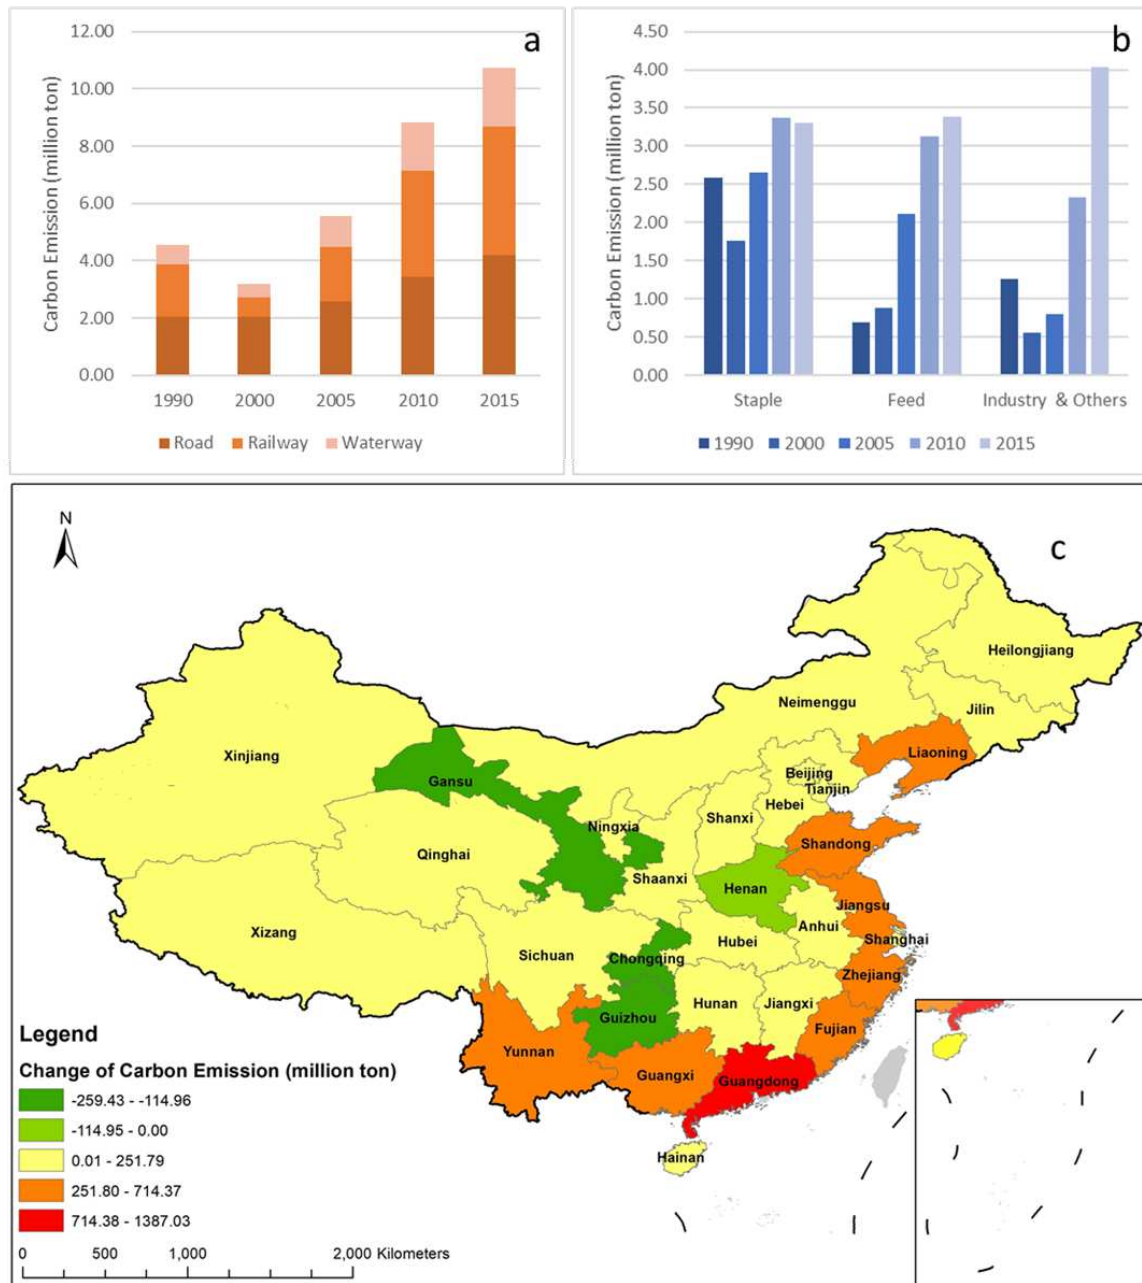 a
12.00
10.00
8.00
6.00
4.00
2.00
0.00
Carbon Emission (million ton)
1990 2000 2005 2010 2015
Road Railway Waterway
b
4.50
4.00
3.50
3.00
2.50
2.00
1.50
1.00
0.50
0.00
Carbon Emission (million ton)
Staple Feed Industry & Others
1990 2000 2005 2010 2015
c
N
Heilongjiang
Neimenggu
Jilin
Xinjiang
Liaoning
Gansu
Beijing
Tianjin
Hebei
Ningxia
Shanxi
Shandong
Qinghai
Shaanxi
Henan
Jiangsu
Xizang
Anhui
Sichuan
Chongqing
Hubei
Shanghai
Zhejiang
Guizhou
Hunan
Jiangxi
Fujian
Yunnan
Guangxi
Guangdong
Hainan
Legend
Change of Carbon Emission (million ton)
-259.43 - -114.96
-114.95 - 0.00
0.01 - 251.79
251.80 - 714.37
714.38 - 1387.03
0 500 1,000 2,000 Kilometers